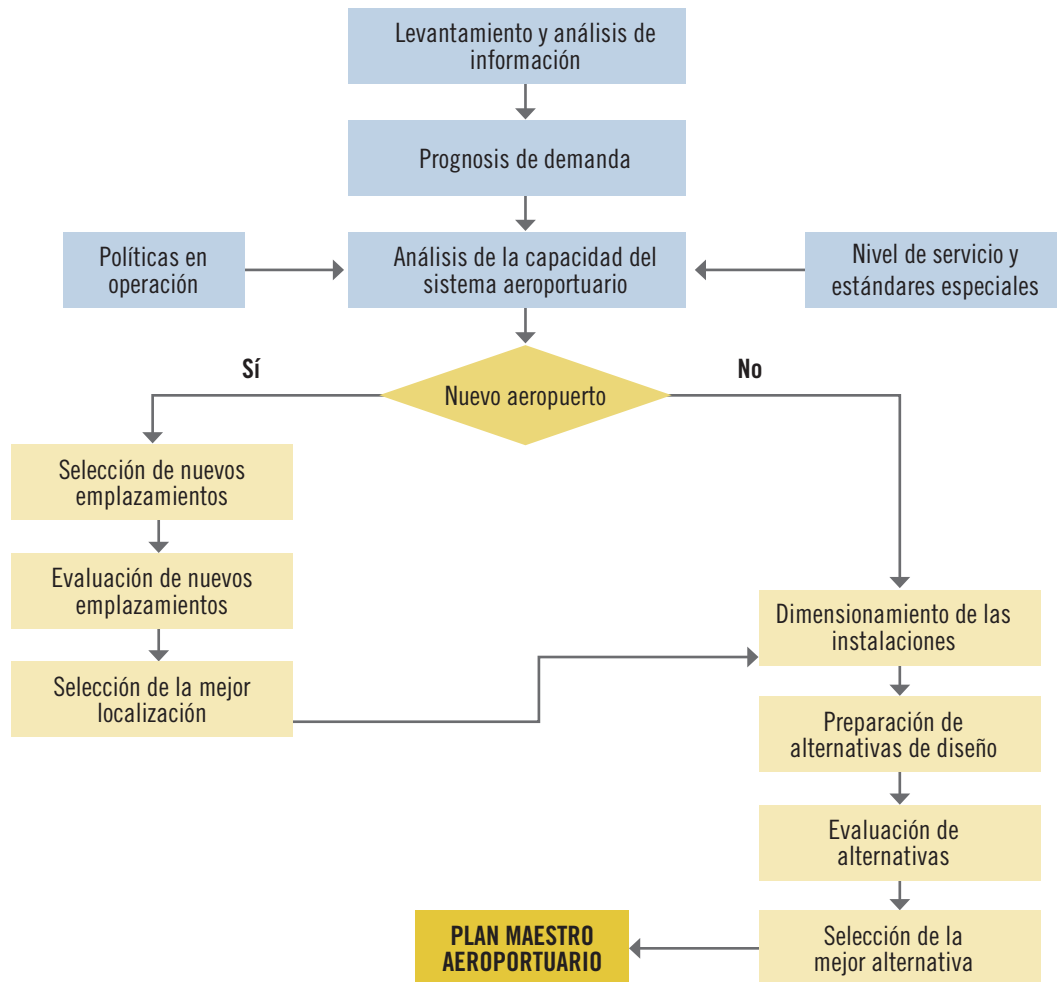 Levantamiento y análisis de
información
Prognosis de demanda
Políticas en
operación
Análisis de la capacidad del
sistema aeroportuario
Nivel de servicio y
estándares especiales
Sí
No
Nuevo aeropuerto
Selección de nuevos
emplazamientos
Evaluación de nuevos
emplazamientos
Selección de la mejor
localización
Dimensionamiento de las
instalaciones
Preparación de
alternativas de diseño
Evaluación de
alternativas
Selección de la
mejor alternativa
PLAN MAESTRO
AEROPORTUARIO